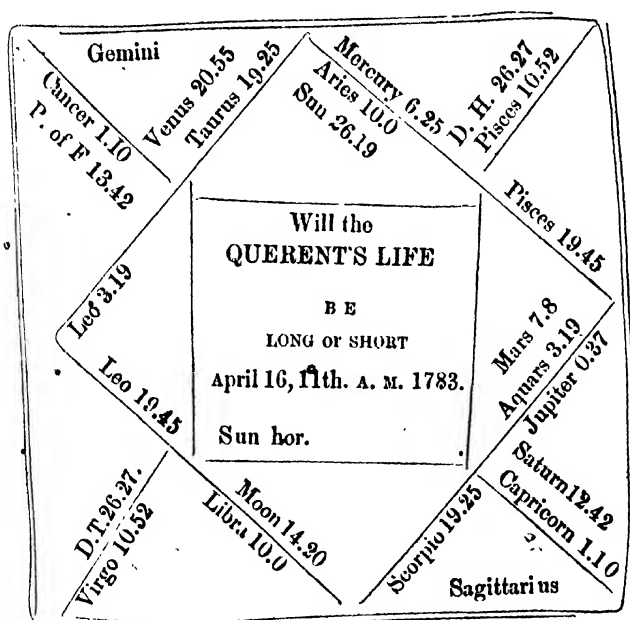 Gemini
Cancer 1.10
P. of F 13.42
Venus 20.55
Taurus 19.25
Mercury 6.25
Aries 10.0
Sun 26.19
D. H. 26.27
Pisces 10.52
Pisces 19.45
Leo 3.19
Will the
QUERENT'S LIFE
BE
LONG or SHORT
April 16, 11h. A. M. 1783.
Sun hor.
Mars 7.8
Aquars 3.19
Jupiter 0.37
Leo 19.45
D.T.26.27.
Virgo 10.52
Moon 14.20
Libra 10.0
Scorpio 19.25
Saturn12.42
Capricorn 1.10
Sagittarius